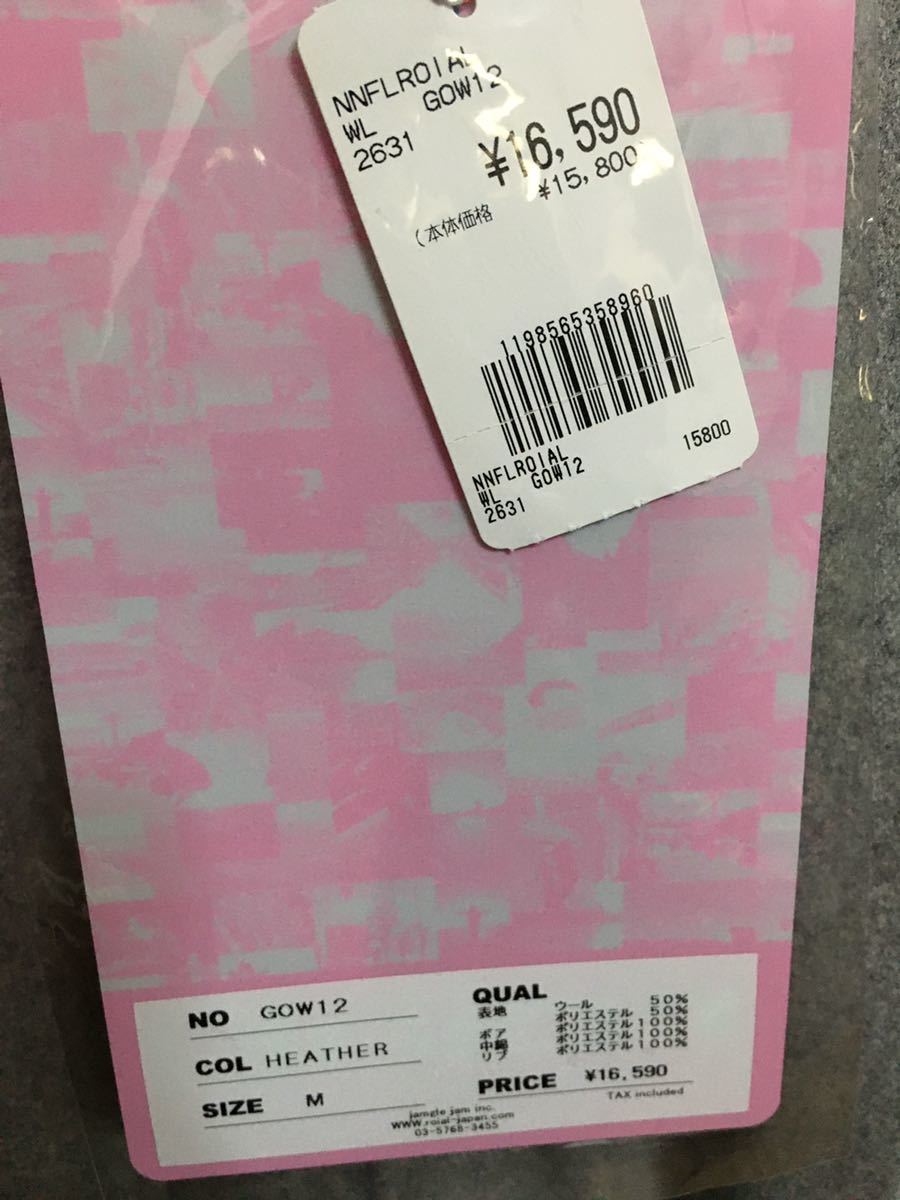 NNFLROIAL
WL GOW12
2631
¥16,590
¥15,800)
(本体価格
1198565358960
NNFLROIAL
WL GOW12
2631
15800
NO GOW12
COL HEATHER
SIZE M
QUAL
表地 ウール 50%
ポリエステル 50%
ボア ポリエステル 100%
中綿 ポリエステル 100%
リブ ポリエステル 100%
PRICE ¥16,590
TAX included
jamgle jam inc.
www.roial-japan.com
03-5768-3455